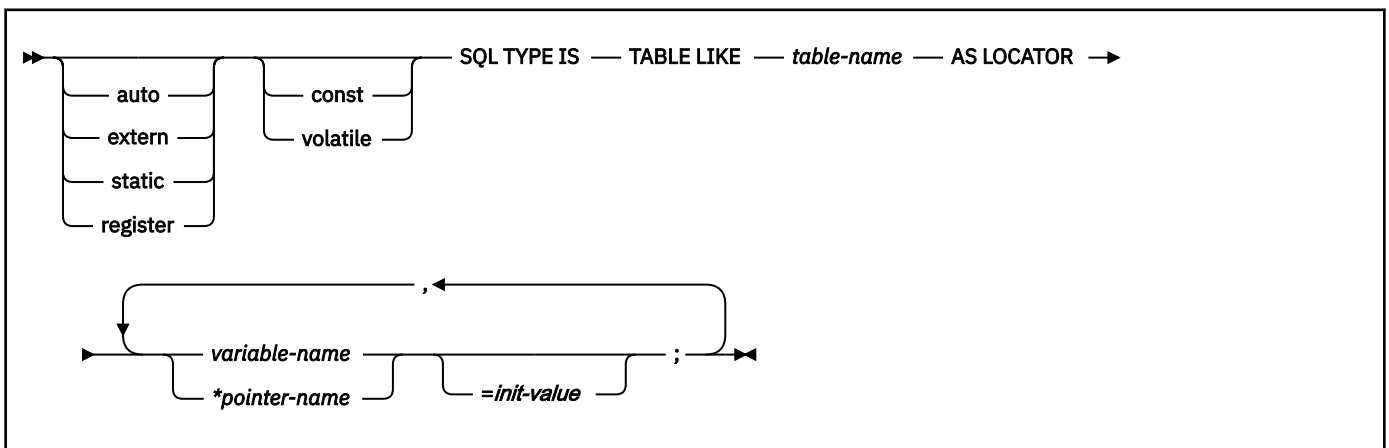 SQL TYPE IS TABLE LIKE table-name AS LOCATOR
auto const
extern volatile
static
register
,
variable-name ;
*pointer-name =init-value